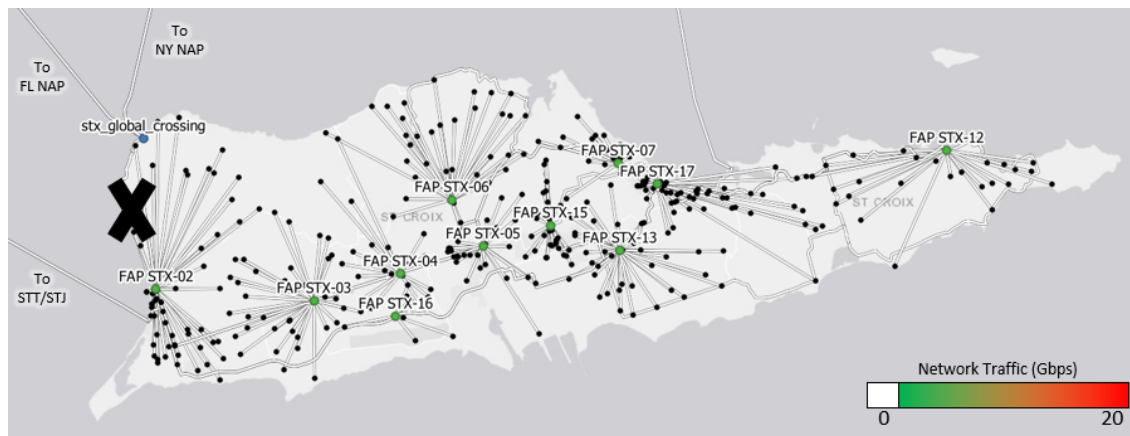 To
NY NAP
To
FL NAP
stx_global_crossing
FAP STX-12
FAP STX-07
FAP STX-17
FAP STX-06
ST CROIX
ST CROIX
FAP STX-15
FAP STX-05
FAP STX-13
FAP STX-04
FAP STX-02
To
STT/STJ
FAP STX-03
FAP STX-16
Network Traffic (Gbps)
0
20